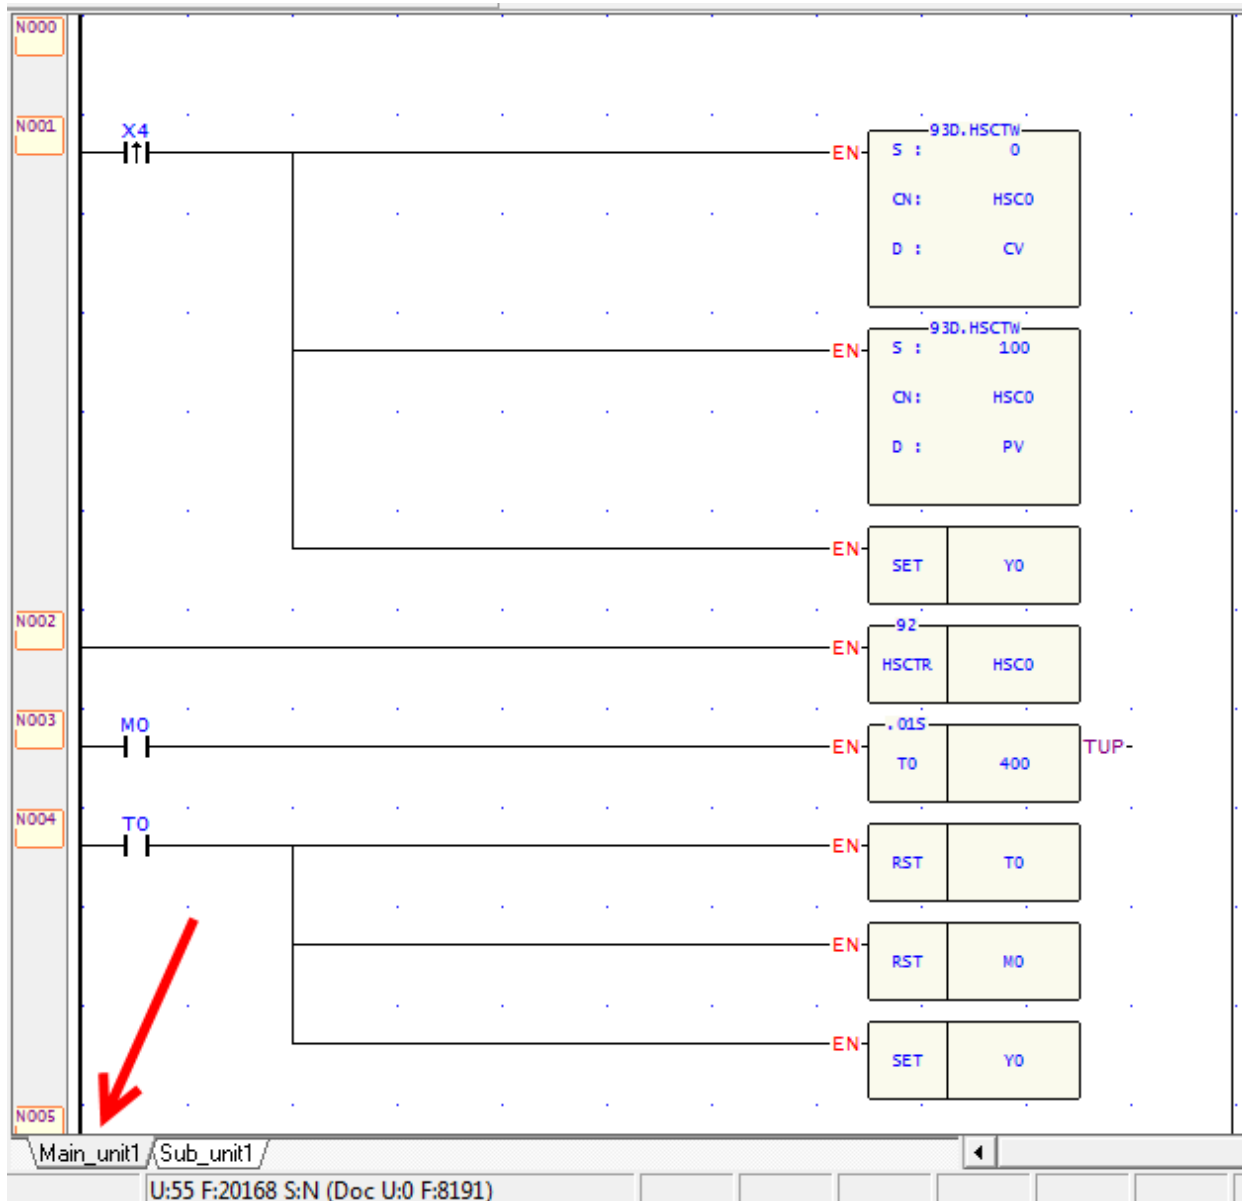 N000
N001
X4
EN
93D.HSCTW
S : 0
CN: HSC0
D : CV
EN
93D.HSCTW
S : 100
CN: HSC0
D : PV
EN
SET Y0
N002
EN
92
HSCTR HSC0
N003
M0
EN
.01S
T0 400
TUP
N004
T0
EN
RST T0
EN
RST M0
EN
SET Y0
N005
Main_unit1 Sub_unit1
U:55 F:20168 S:N (Doc U:0 F:8191)